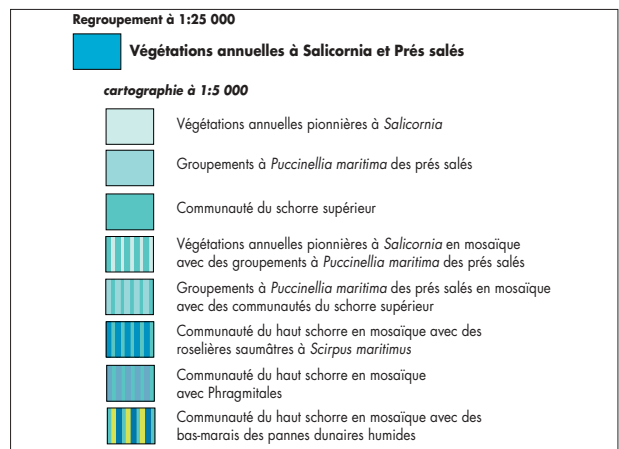 Regroupement à 1:25 000
Végétations annuelles à Salicornia et Prés salés
cartographie à 1:5 000
Végétations annuelles pionnières à Salicornia
Groupements à Puccinellia maritima des prés salés
Communauté du schorre supérieur
Végétations annuelles pionnières à Salicornia en mosaïque
avec des groupements à Puccinellia maritima des prés salés
Groupements à Puccinellia maritima des prés salés en mosaïque
avec des communautés du schorre supérieur
Communauté du haut schorre en mosaïque avec des
roselières saumâtres à Scirpus maritimus
Communauté du haut schorre en mosaïque
avec Phragmitales
Communauté du haut schorre en mosaïque avec des
bas-marais des pannes dunaires humides